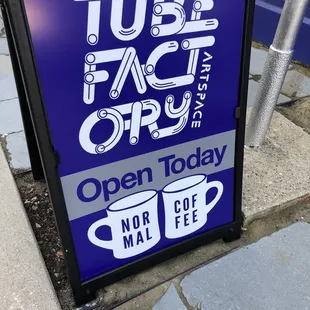 TUBE
FACT
ORY
ARTSPACE
Open Today
NOR
MAL
COF
FEE